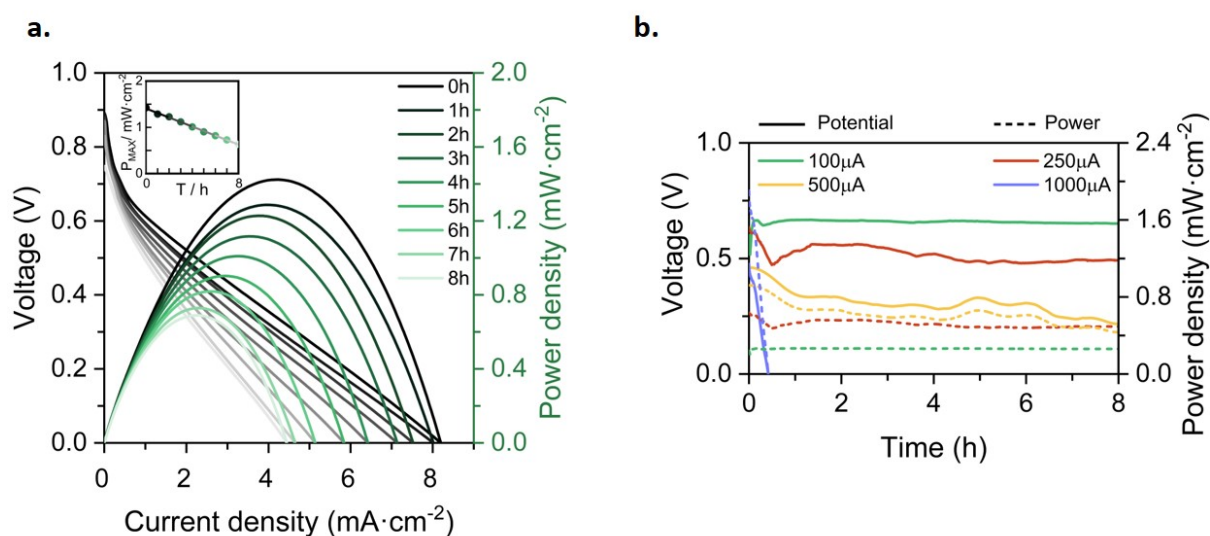 a.
b.
1.0
0.8
0.6
0.4
0.2
0.0
Voltage (V)
0
2
4
6
8
Current density (mA·cm⁻²)
2.0
1.6
1.2
0.8
0.4
0.0
Power density (mW·cm⁻²)
2
1
0
P_MAX / mW·cm⁻²
0
8
T / h
0h
1h
2h
3h
4h
5h
6h
7h
8h
Potential
Power
100µA
250µA
500µA
1000µA
1.0
0.5
0.0
Voltage (V)
0
2
4
6
8
Time (h)
2.4
1.6
0.8
0.0
Power density (mW·cm⁻²)